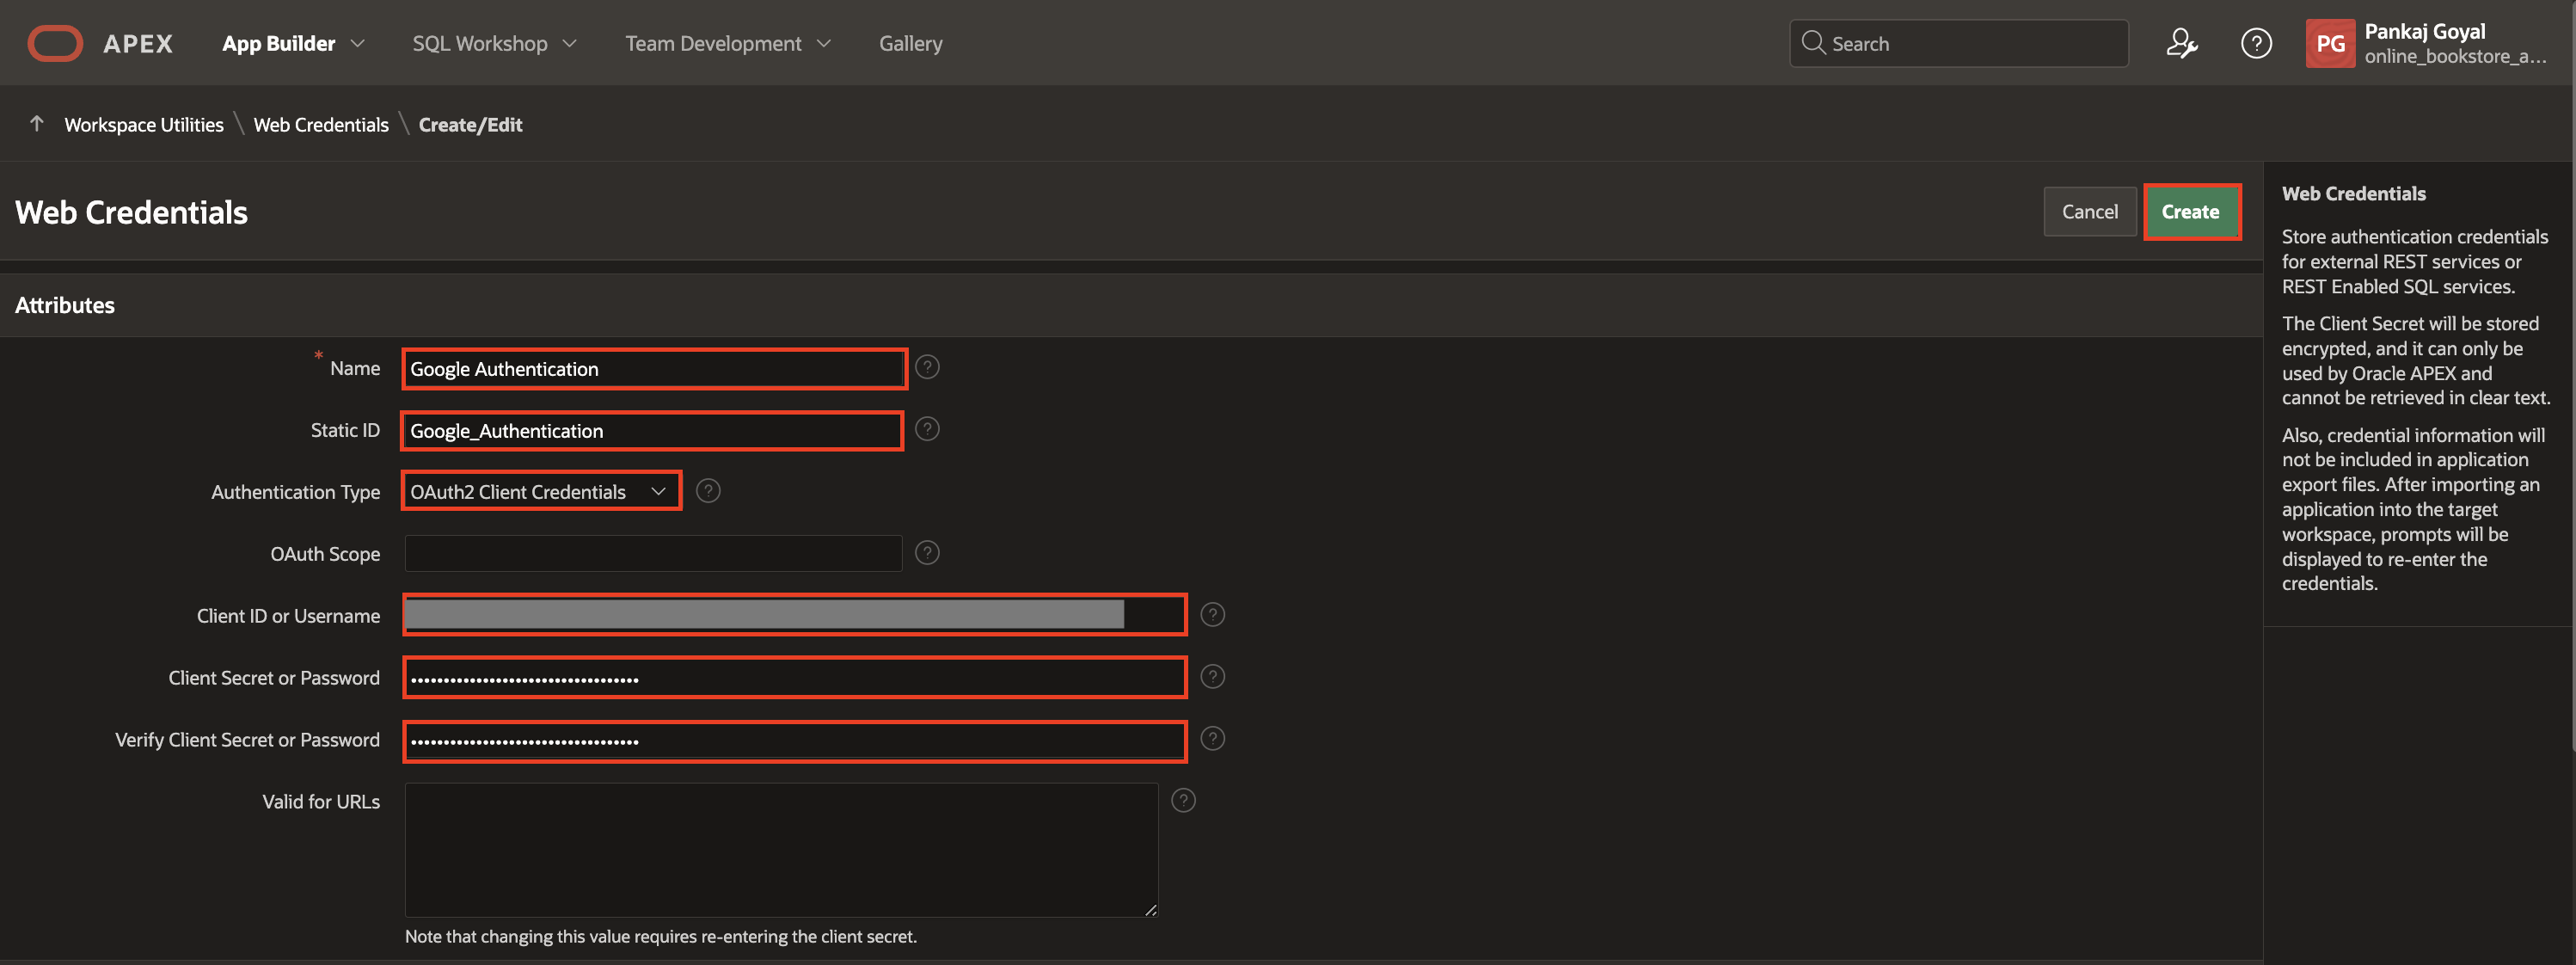 APEX App Builder SQL Workshop Team Development Gallery Search PG Pankaj Goyal
online_bookstore_a...
Workspace Utilities \ Web Credentials \ Create/Edit
Web Credentials Cancel Create
Attributes
* Name Google Authentication
Static ID Google_Authentication
Authentication Type OAuth2 Client Credentials
OAuth Scope
Client ID or Username
Client Secret or Password •••••••••••••••••••••••••••••••••••
Verify Client Secret or Password •••••••••••••••••••••••••••••••••••
Valid for URLs
Note that changing this value requires re-entering the client secret.
Web Credentials
Store authentication credentials
for external REST services or
REST Enabled SQL services.
The Client Secret will be stored
encrypted, and it can only be
used by Oracle APEX and
cannot be retrieved in clear text.
Also, credential information will
not be included in application
export files. After importing an
application into the target
workspace, prompts will be
displayed to re-enter the
credentials.